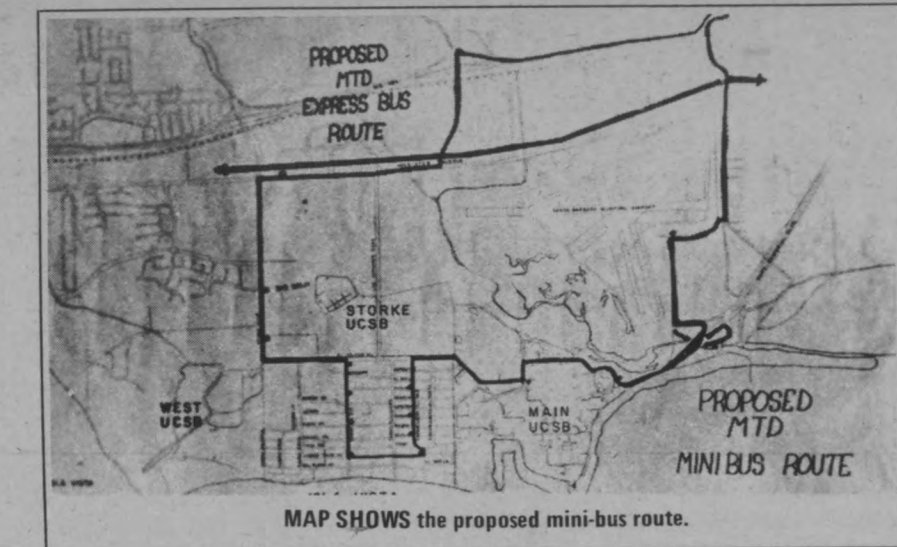 PROPOSED
MTD
EXPRESS BUS
ROUTE
STORKE
UCSB
WEST
UCSB
MAIN
UCSB
PROPOSED
MTD
MINI BUS ROUTE
MAP SHOWS the proposed mini-bus route.